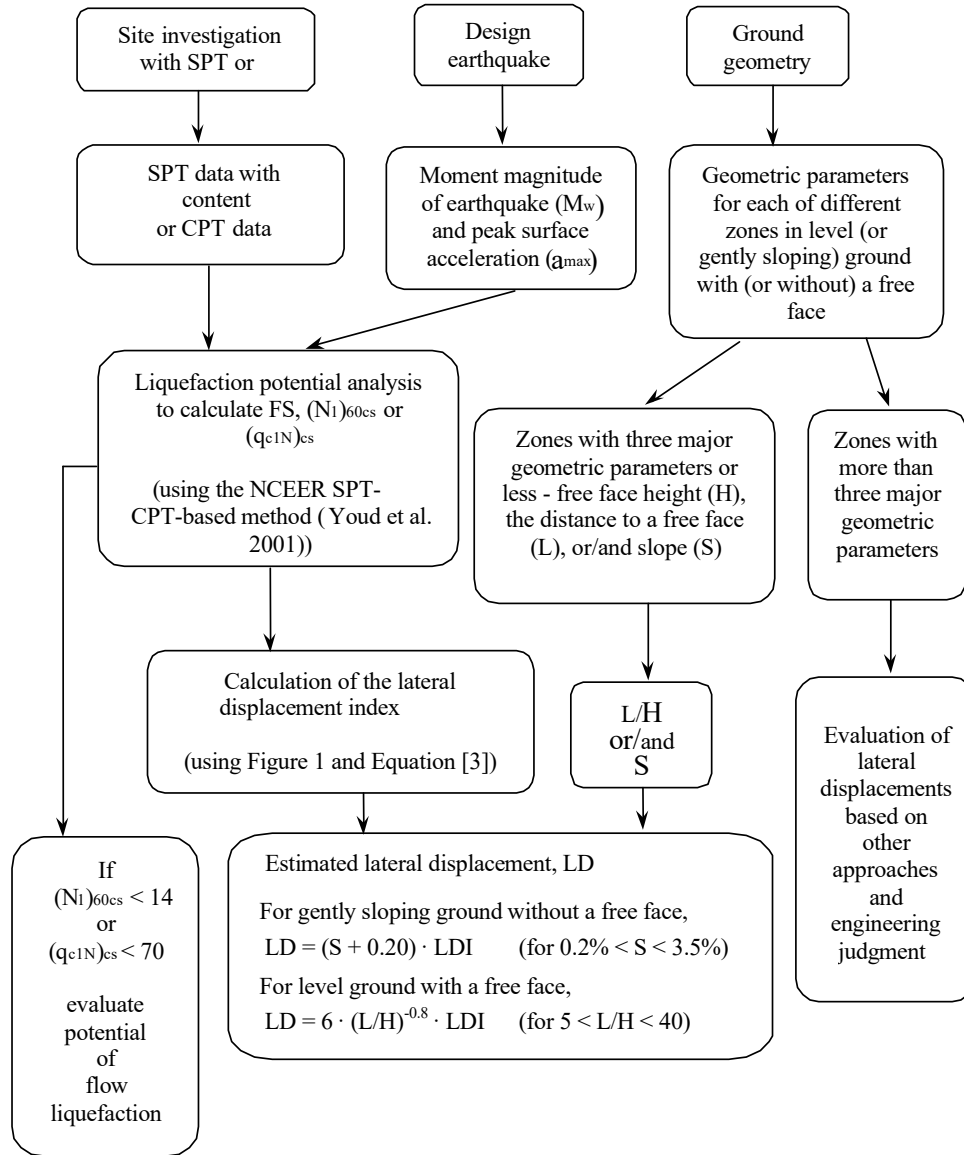 Site investigation
with SPT or
Design
earthquake
Ground
geometry
SPT data with
content
or CPT data
Moment magnitude
of earthquake (Mw)
and peak surface
acceleration (amax)
Geometric parameters
for each of different
zones in level (or
gently sloping) ground
with (or without) a free
face
Liquefaction potential analysis
to calculate FS, (N1)60cs or
(qc1N)cs
(using the NCEER SPT-
CPT-based method ( Youd et al.
2001))
Zones with three major
geometric parameters or
less - free face height (H),
the distance to a free face
(L), or/and slope (S)
Zones with
more than
three major
geometric
parameters
Calculation of the lateral
displacement index
(using Figure 1 and Equation [3])
L/H
or/and
S
Evaluation of
lateral
displacements
based on
other
approaches
and
engineering
judgment
If
(N1)60cs < 14
or
(qc1N)cs < 70
evaluate
potential
of
flow
liquefaction
Estimated lateral displacement, LD
For gently sloping ground without a free face,
LD = (S + 0.20) · LDI (for 0.2% < S < 3.5%)
For level ground with a free face,
LD = 6 · (L/H)-0.8 · LDI (for 5 < L/H < 40)